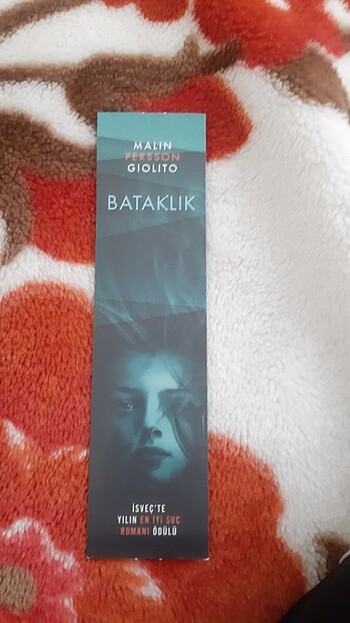 MALIN
PERSSON
GIOLITO
BATAKLIK
İSVEÇ'TE
YILIN EN İYİ SUÇ
ROMANI ÖDÜLÜ